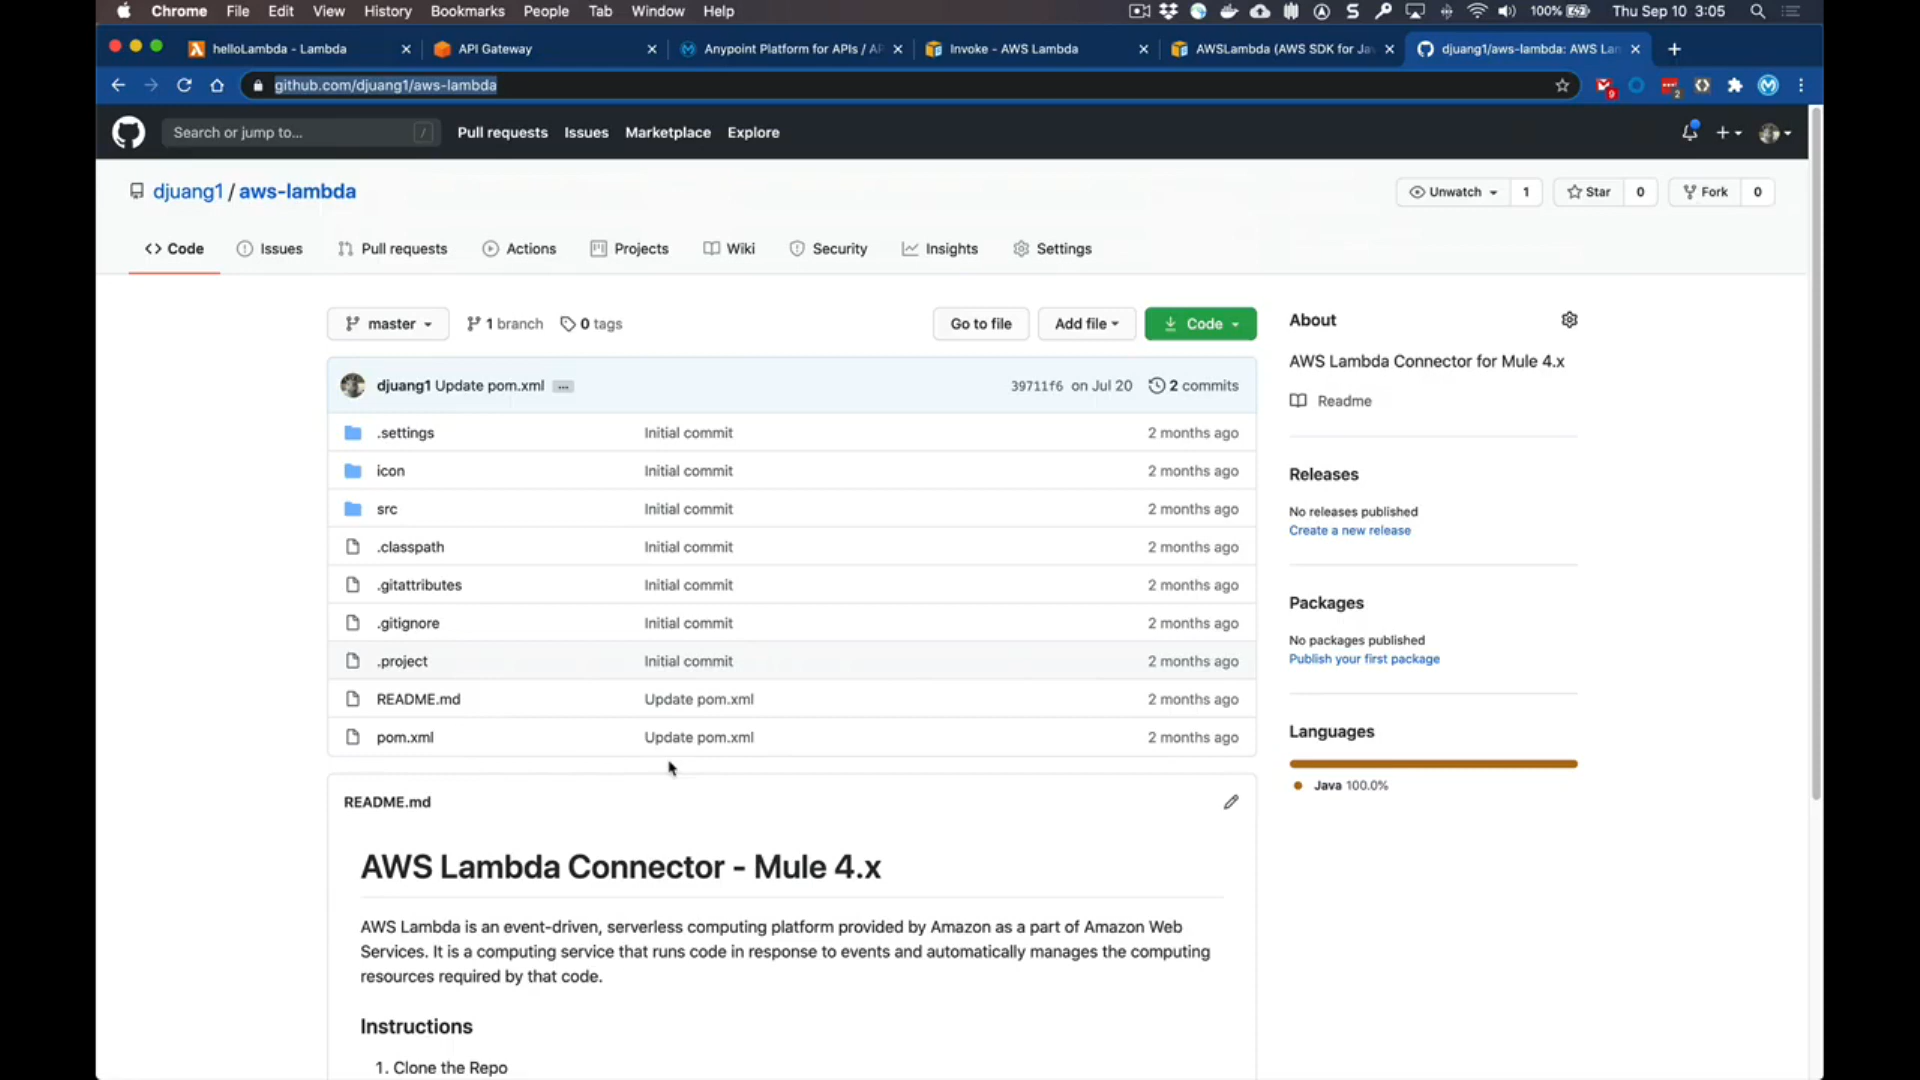 Chrome File Edit View History Bookmarks People Tab Window Help 100% Thu Sep 10 3:05
helloLambda - Lambda API Gateway Anypoint Platform for APIs / AP Invoke - AWS Lambda AWSLambda (AWS SDK for Jav djuang1/aws-lambda: AWS Lam
github.com/djuang1/aws-lambda 9 2
Search or jump to... / Pull requests Issues Marketplace Explore
djuang1 / aws-lambda Unwatch 1 Star 0 Fork 0
Code Issues Pull requests Actions Projects Wiki Security Insights Settings
master 1 branch 0 tags Go to file Add file Code
djuang1 Update pom.xml ... 39711f6 on Jul 20 2 commits
.settings Initial commit 2 months ago
icon Initial commit 2 months ago
src Initial commit 2 months ago
.classpath Initial commit 2 months ago
.gitattributes Initial commit 2 months ago
.gitignore Initial commit 2 months ago
.project Initial commit 2 months ago
README.md Update pom.xml 2 months ago
pom.xml Update pom.xml 2 months ago
README.md
AWS Lambda Connector - Mule 4.x
AWS Lambda is an event-driven, serverless computing platform provided by Amazon as a part of Amazon Web
Services. It is a computing service that runs code in response to events and automatically manages the computing
resources required by that code.
Instructions
1. Clone the Repo
About
AWS Lambda Connector for Mule 4.x
Readme
Releases
No releases published
Create a new release
Packages
No packages published
Publish your first package
Languages
Java 100.0%